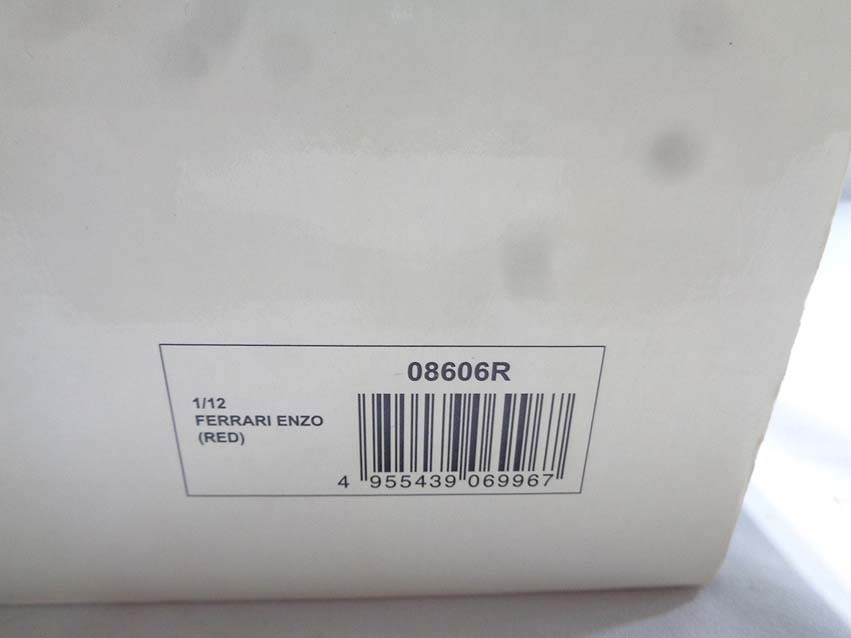 08606R
1/12
FERRARI ENZO
(RED)
4 955439 069967